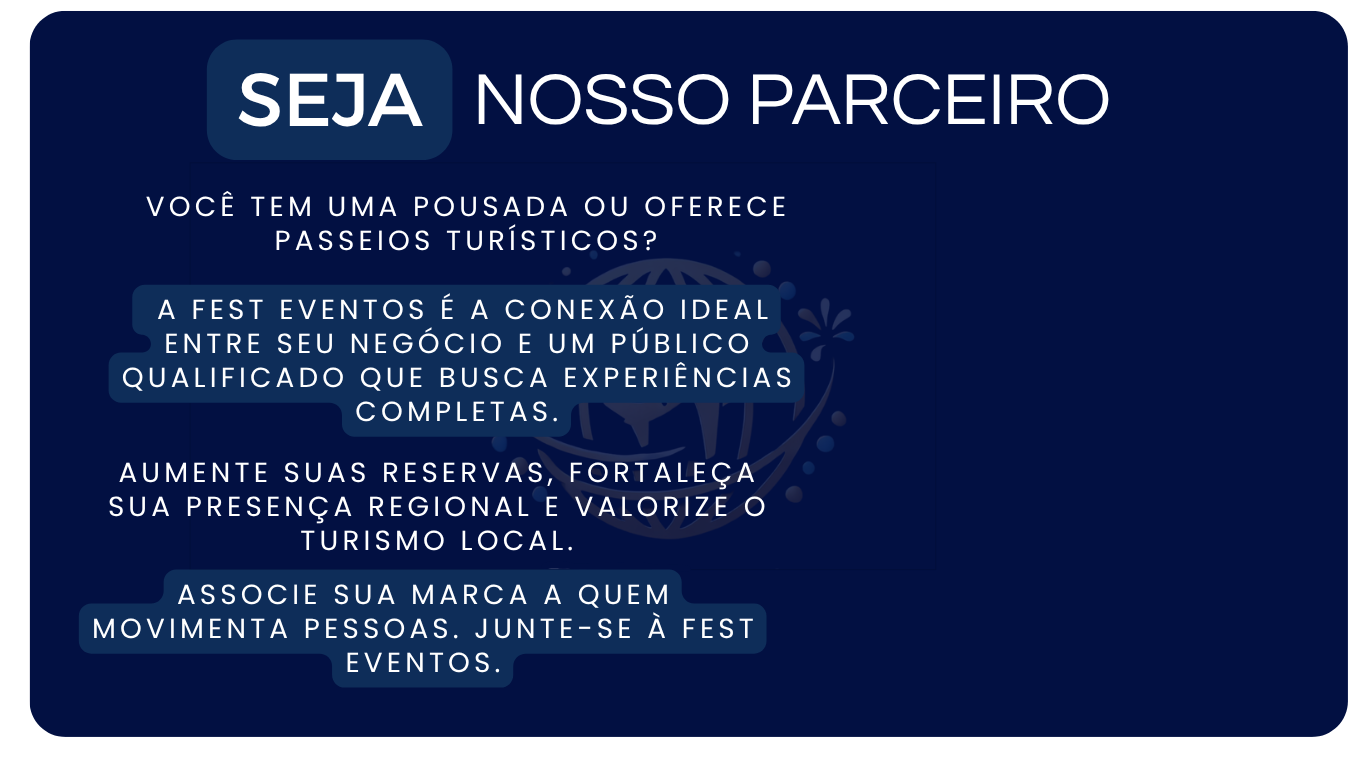 SEJA NOSSO PARCEIRO
VOCÊ TEM UMA POUSADA OU OFERECE
PASSEIOS TURÍSTICOS?
A FEST EVENTOS É A CONEXÃO IDEAL
ENTRE SEU NEGÓCIO E UM PÚBLICO
QUALIFICADO QUE BUSCA EXPERIÊNCIAS
COMPLETAS.
AUMENTE SUAS RESERVAS, FORTALEÇA
SUA PRESENÇA REGIONAL E VALORIZE O
TURISMO LOCAL.
ASSOCIE SUA MARCA A QUEM
MOVIMENTA PESSOAS. JUNTE-SE À FEST
EVENTOS.